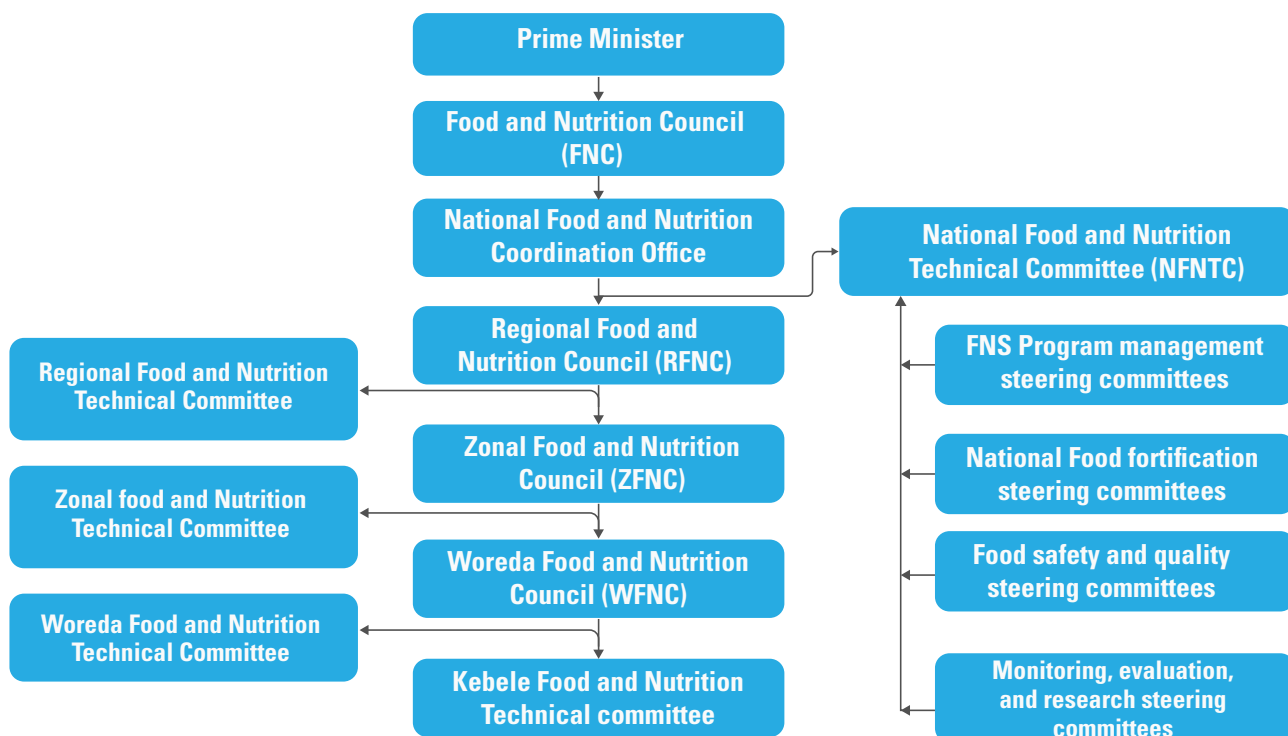 Prime Minister
Food and Nutrition Council
(FNC)
National Food and Nutrition
Coordination Office
National Food and Nutrition
Technical Committee (NFNTC)
Regional Food and
Nutrition Council (RFNC)
FNS Program management
steering committees
Regional Food and Nutrition
Technical Committee
Zonal Food and Nutrition
Council (ZFNC)
National Food fortification
steering committees
Zonal food and Nutrition
Technical Committee
Food safety and quality
steering committees
Woreda Food and Nutrition
Council (WFNC)
Woreda Food and Nutrition
Technical Committee
Kebele Food and Nutrition
Technical committee
Monitoring, evaluation,
and research steering
committees